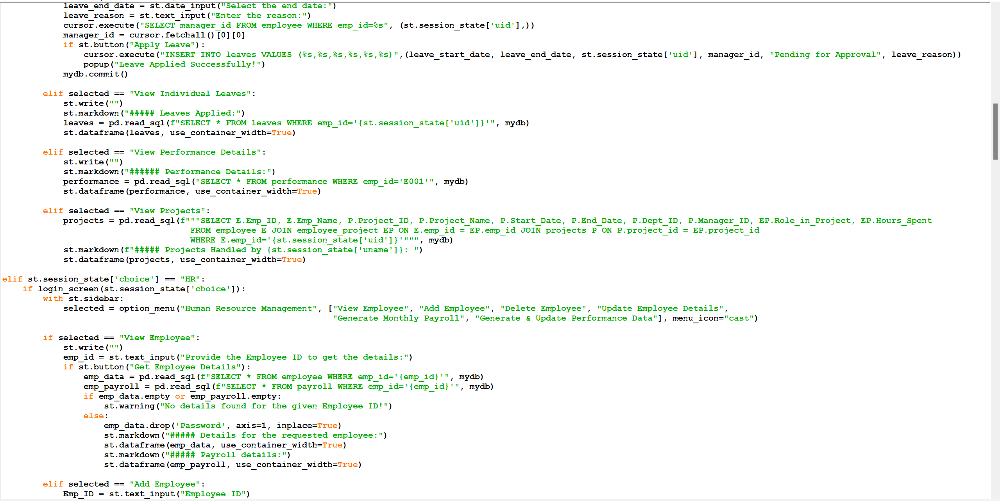 leave_end_date = st.date_input("Select the end date:")
leave_reason = st.text_input("Enter the reason:")
cursor.execute("SELECT manager_id FROM employee WHERE emp_id=%s", (st.session_state['uid'],))
manager_id = cursor.fetchall()[0][0]
if st.button("Apply Leave"):
cursor.execute("INSERT INTO leaves VALUES (%s,%s,%s,%s,%s,%s)",(leave_start_date, leave_end_date, st.session_state['uid'], manager_id, "Pending for Approval", leave_reason))
popup("Leave Applied Successfully!")
mydb.commit()
elif selected == "View Individual Leaves":
st.write("")
st.markdown("##### Leaves Applied:")
leaves = pd.read_sql(f"SELECT * FROM leaves WHERE emp_id='{st.session_state['uid']}'", mydb)
st.dataframe(leaves, use_container_width=True)
elif selected == "View Performance Details":
st.write("")
st.markdown("###### Performance Details:")
performance = pd.read_sql("SELECT * FROM performance WHERE emp_id='E001'", mydb)
st.dataframe(performance, use_container_width=True)
elif selected == "View Projects":
projects = pd.read_sql(f"""SELECT E.Emp_ID, E.Emp_Name, P.Project_ID, P.Project_Name, P.Start_Date, P.End_Date, P.Dept_ID, P.Manager_ID, EP.Role_in_Project, EP.Hours_Spent
FROM employee E JOIN employee_project EP ON E.emp_id = EP.emp_id JOIN projects P ON P.project_id = EP.project_id
WHERE E.emp_id='{st.session_state['uid']}'""", mydb)
st.markdown(f"##### Projects Handled by {st.session_state['uname']}: ")
st.dataframe(projects, use_container_width=True)
elif st.session_state['choice'] == "HR":
if login_screen(st.session_state['choice']):
with st.sidebar:
selected = option_menu("Human Resource Management", ["View Employee", "Add Employee", "Delete Employee", "Update Employee Details",
"Generate Monthly Payroll", "Generate & Update Performance Data"], menu_icon="cast")
if selected == "View Employee":
st.write("")
emp_id = st.text_input("Provide the Employee ID to get the details:")
if st.button("Get Employee Details"):
emp_data = pd.read_sql(f"SELECT * FROM employee WHERE emp_id='{emp_id}'", mydb)
emp_payroll = pd.read_sql(f"SELECT * FROM payroll WHERE emp_id='{emp_id}'", mydb)
if emp_data.empty or emp_payroll.empty:
st.warning("No details found for the given Employee ID!")
else:
emp_data.drop('Password', axis=1, inplace=True)
st.markdown("##### Details for the requested employee:")
st.dataframe(emp_data, use_container_width=True)
st.markdown("##### Payroll details:")
st.dataframe(emp_payroll, use_container_width=True)
elif selected == "Add Employee":
Emp_ID = st.text_input("Employee ID")